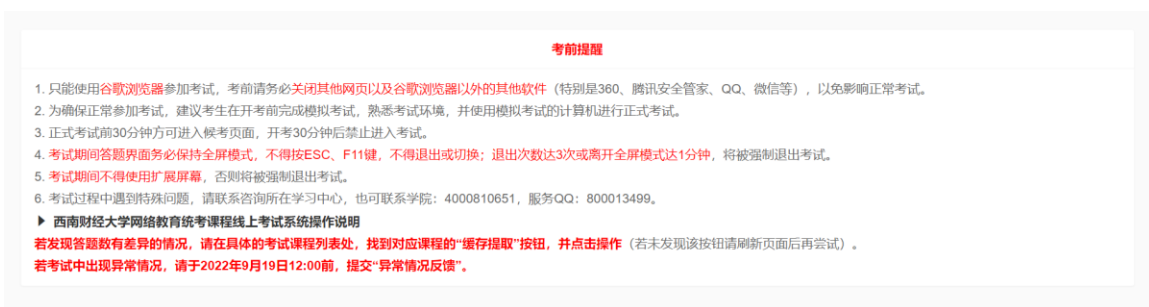 考前提醒
1. 只能使用谷歌浏览器参加考试，考前请务必关闭其他网页以及谷歌浏览器以外的其他软件（特别是360、腾讯安全管家、QQ、微信等），以免影响正常考试。
2. 为确保正常参加考试，建议考生在开考前完成模拟考试，熟悉考试环境，并使用模拟考试的计算机进行正式考试。
3. 正式考试前30分钟方可进入候考页面，开考30分钟后禁止进入考试。
4. 考试期间答题界面务必保持全屏模式，不得按ESC、F11键，不得退出或切换；退出次数达3次或离开全屏模式达1分钟，将被强制退出考试。
5. 考试期间不得使用扩展屏幕，否则将被强制退出考试。
6. 考试过程中遇到特殊问题，请联系咨询所在学习中心，也可联系学院：4000810651，服务QQ：800013499。
▶ 西南财经大学网络教育统考课程线上考试系统操作说明
若发现答题数有差异的情况，请在具体的考试课程列表处，找到对应课程的“缓存提取”按钮，并点击操作（若未发现该按钮请刷新页面后再尝试）。
若考试中出现异常情况，请于2022年9月19日12:00前，提交“异常情况反馈”。